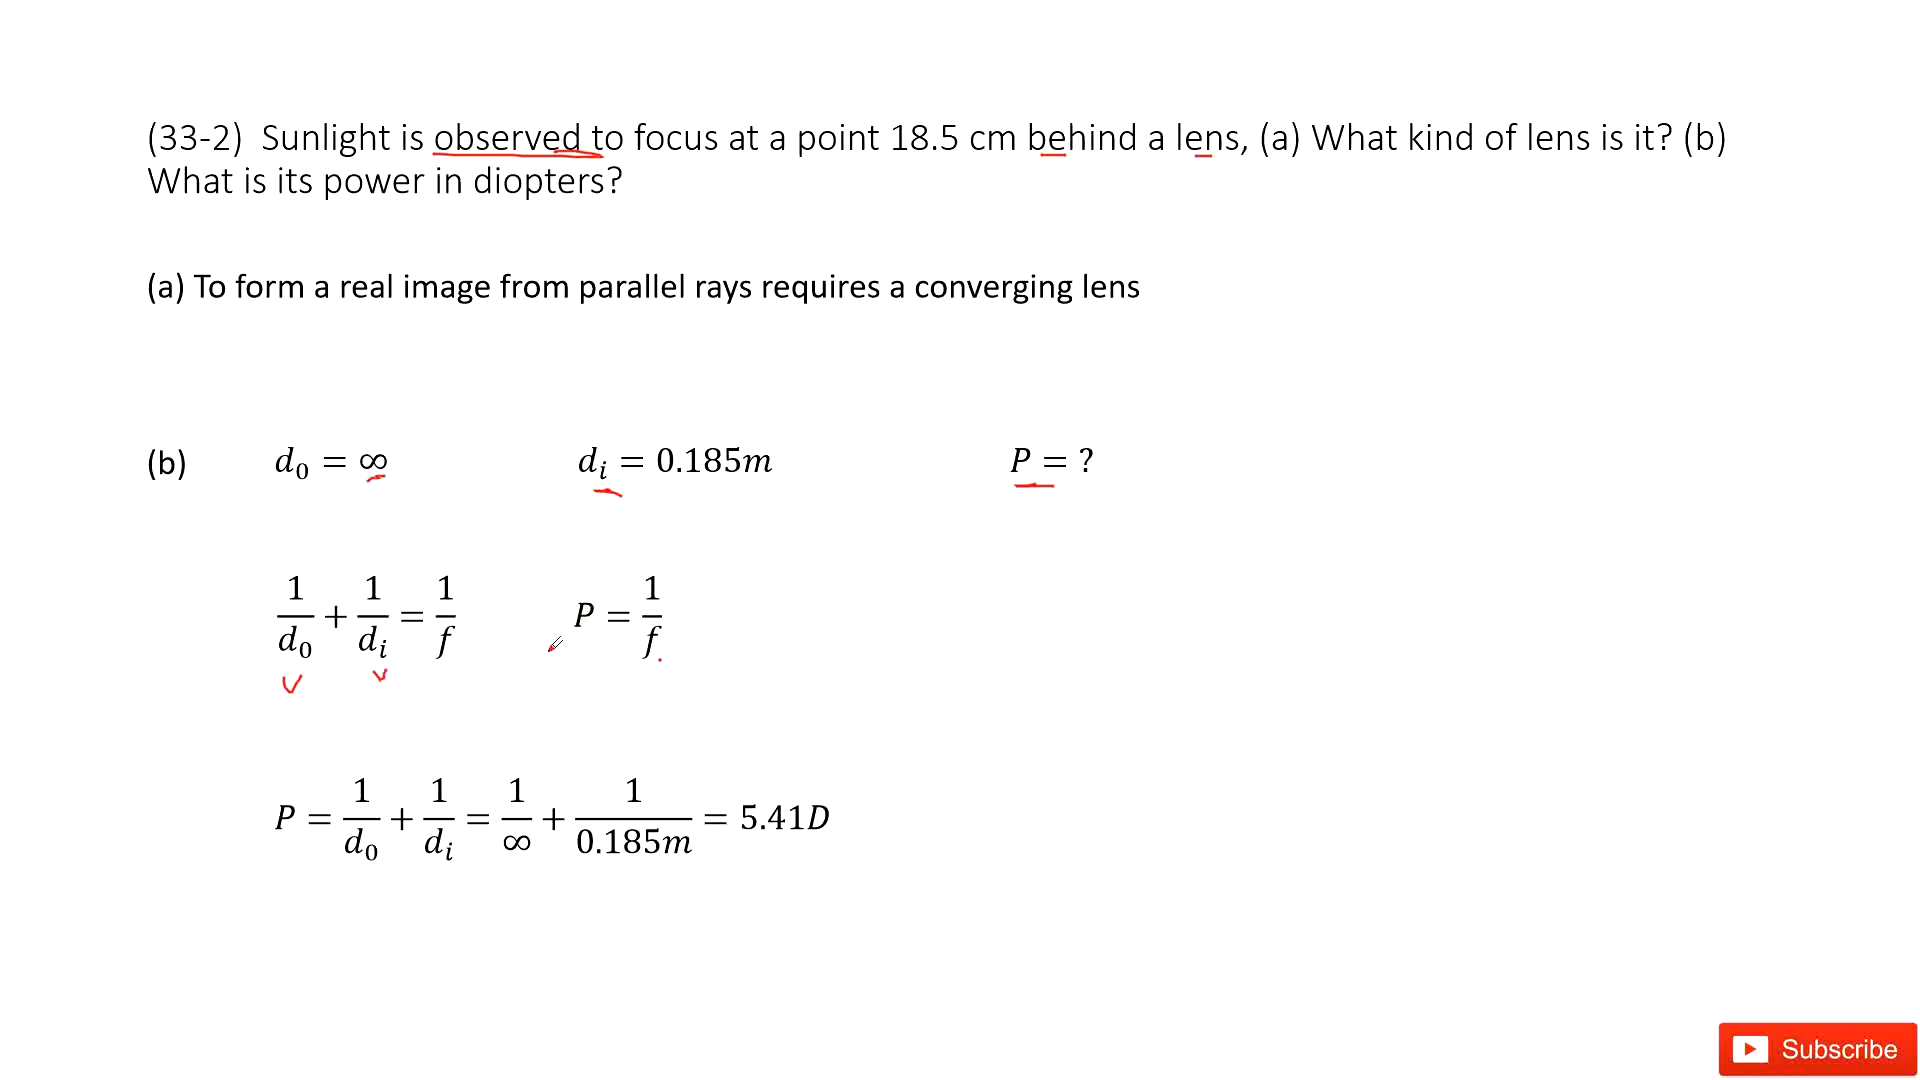 (33-2) Sunlight is observed to focus at a point 18.5 cm behind a lens, (a) What kind of lens is it? (b)
What is its power in diopters?
(a) To form a real image from parallel rays requires a converging lens
(b) d₀ = ∞ dᵢ = 0.185m P = ?
1/d₀ + 1/dᵢ = 1/f P = 1/f
P = 1/d₀ + 1/dᵢ = 1/∞ + 1/0.185m = 5.41D
Subscribe